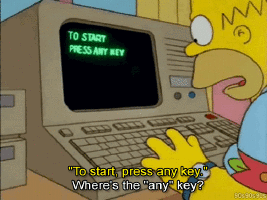 TO START
PRESS ANY KEY
"To start, press any key."
Where's the "any" key?